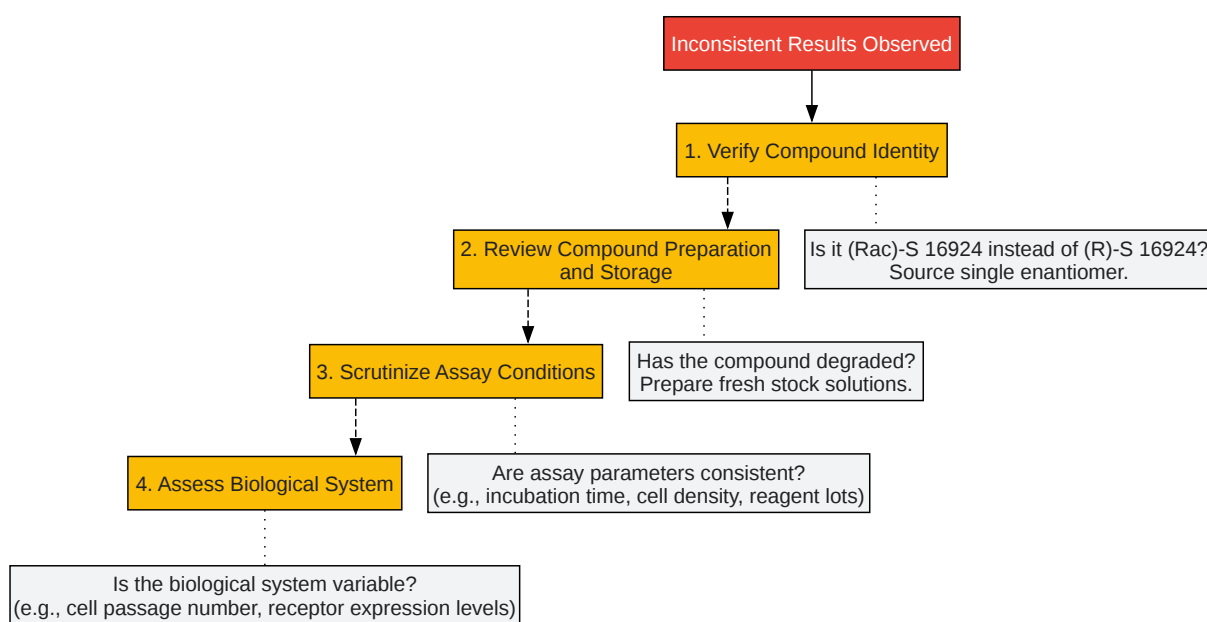 Inconsistent Results Observed
1. Verify Compound Identity
2. Review Compound Preparation
and Storage
Is it (Rac)-S 16924 instead of (R)-S 16924?
Source single enantiomer.
3. Scrutinize Assay Conditions
Has the compound degraded?
Prepare fresh stock solutions.
4. Assess Biological System
Are assay parameters consistent?
(e.g., incubation time, cell density, reagent lots)
Is the biological system variable?
(e.g., cell passage number, receptor expression levels)